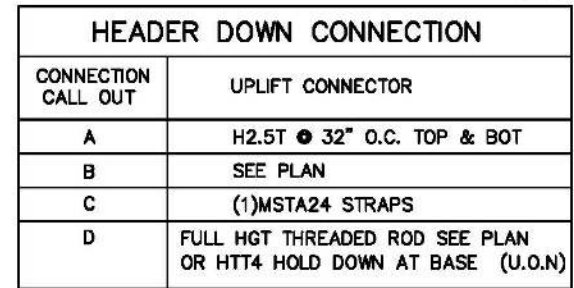 HEADER DOWN CONNECTION
CONNECTION
CALL OUT
UPLIFT CONNECTOR
A
H2.5T @ 32" O.C. TOP & BOT
B
SEE PLAN
C
(1)MSTA24 STRAPS
D
FULL HGT THREADED ROD SEE PLAN
OR HTT4 HOLD DOWN AT BASE (U.O.N)